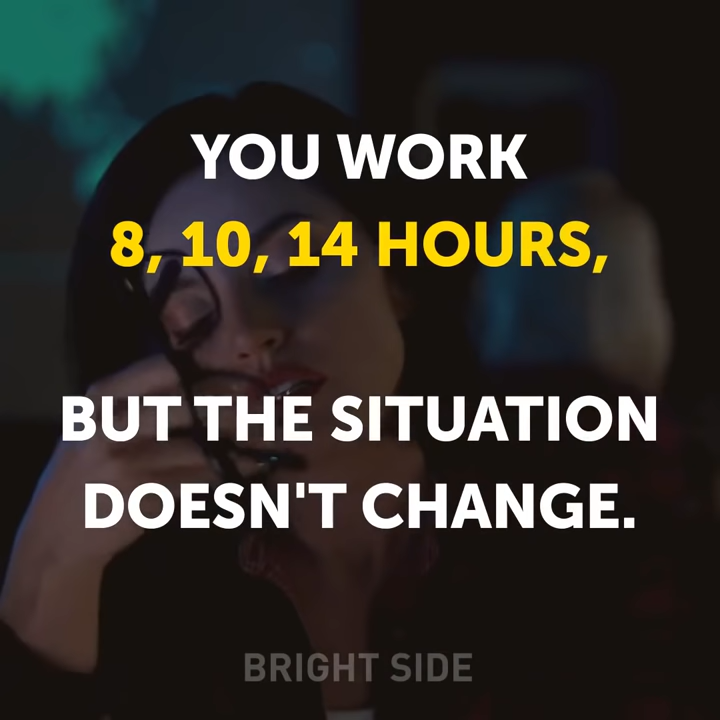 YOU WORK
8, 10, 14 HOURS,
BUT THE SITUATION
DOESN'T CHANGE.
BRIGHT SIDE